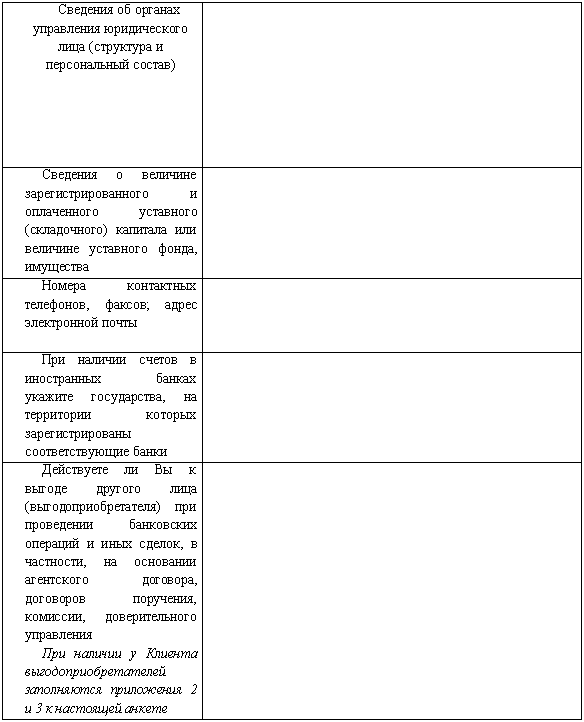 Сведения об органах
управления юридического
лица (структура и
персональный состав)
Сведения о величине
зарегистрированного и
оплаченного уставного
(складочного) капитала или
величине уставного фонда,
имущества
Номера контактных
телефонов, факсов; адрес
электронной почты
При наличии счетов в
иностранных банках
укажите государства, на
территории которых
зарегистрированы
соответствующие банки
Действуете ли Вы к
выгоде другого лица
(выгодоприобретателя) при
проведении банковских
операций и иных сделок, в
частности, на основании
агентского договора,
договоров поручения,
комиссии, доверительного
управления
При наличии у Клиента
выгодоприобретателей
заполняются приложения 2
и 3 к настоящей анкете